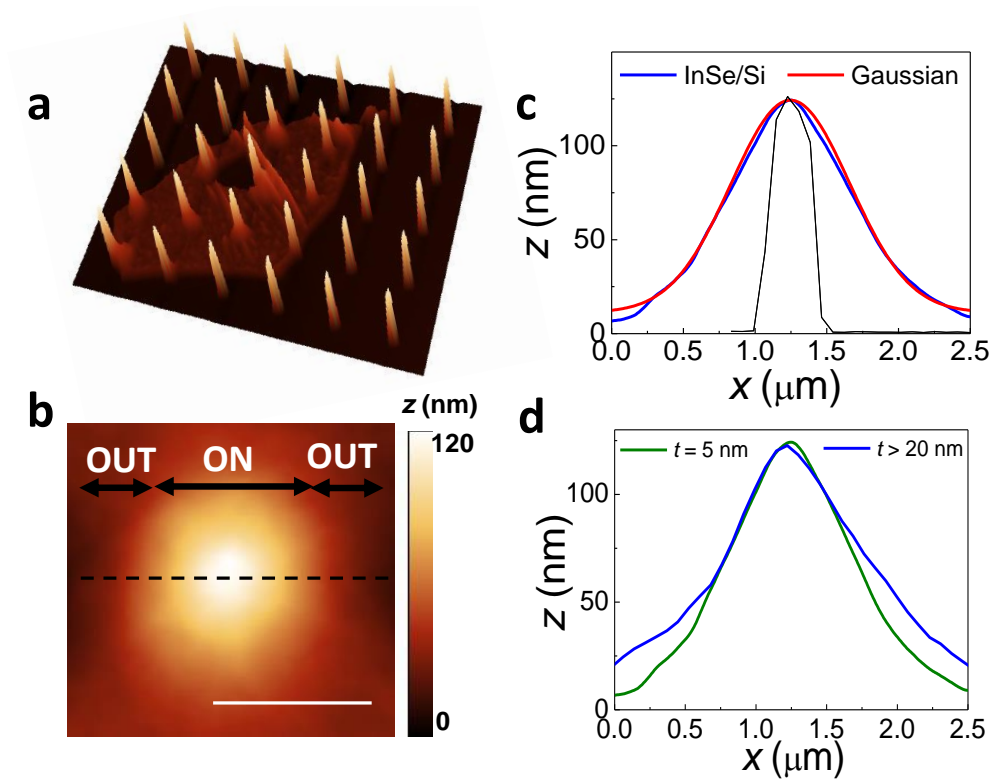 a
b
z (nm)
120
0
OUT ON OUT
c
InSe/Si Gaussian
z (nm)
100
50
0
0.0 0.5 1.0 1.5 2.0 2.5
x (μm)
d
t = 5 nm t > 20 nm
z (nm)
100
50
0
0.0 0.5 1.0 1.5 2.0 2.5
x (μm)